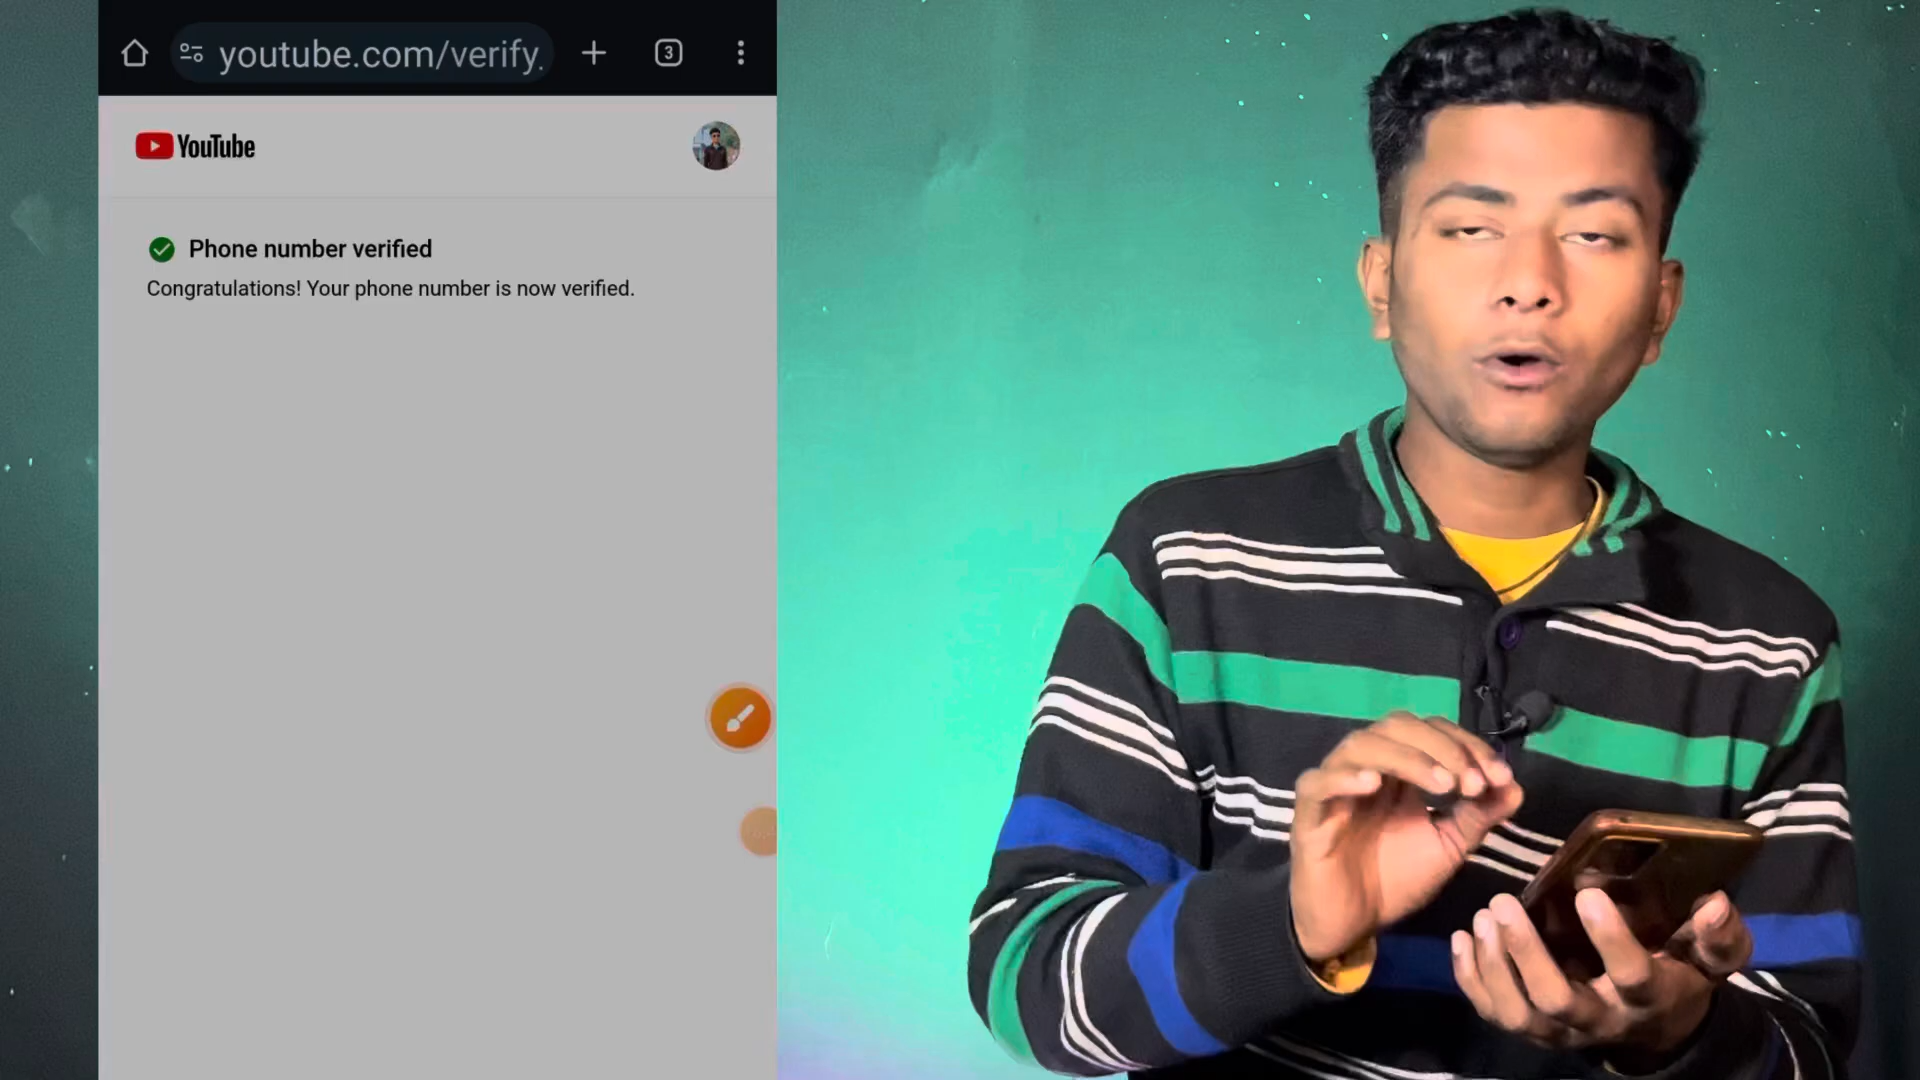 youtube.com/verify.
3
YouTube
Phone number verified
Congratulations! Your phone number is now verified.